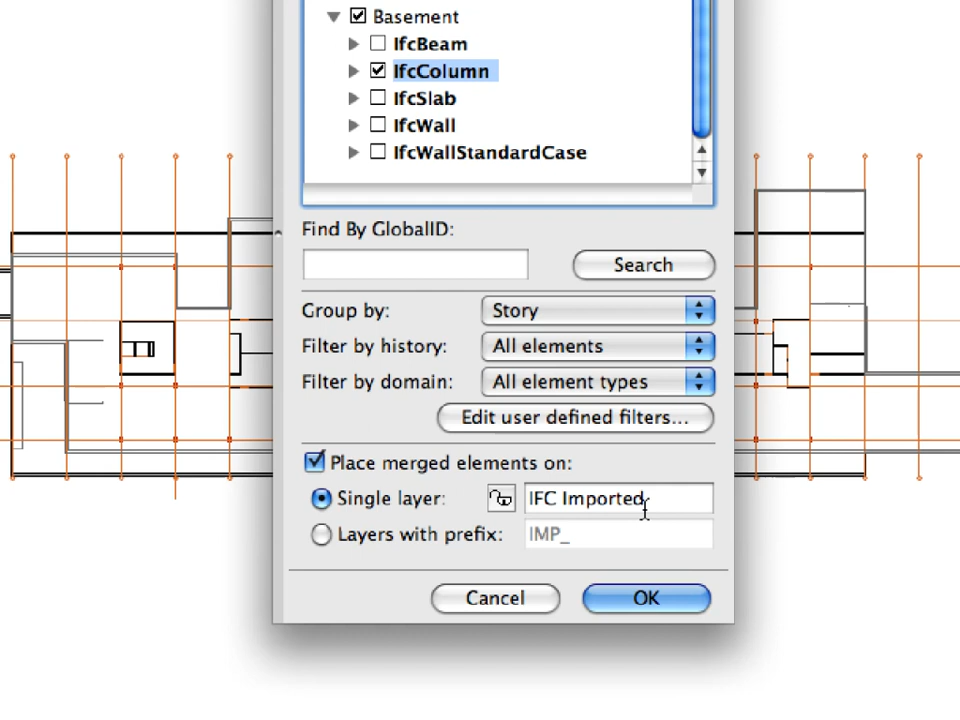 Basement
IfcBeam
IfcColumn
IfcSlab
IfcWall
IfcWallStandardCase
Find By GlobalID:
Search
Group by: Story
Filter by history: All elements
Filter by domain: All element types
Edit user defined filters...
Place merged elements on:
Single layer: IFC Imported
Layers with prefix: IMP_
Cancel OK